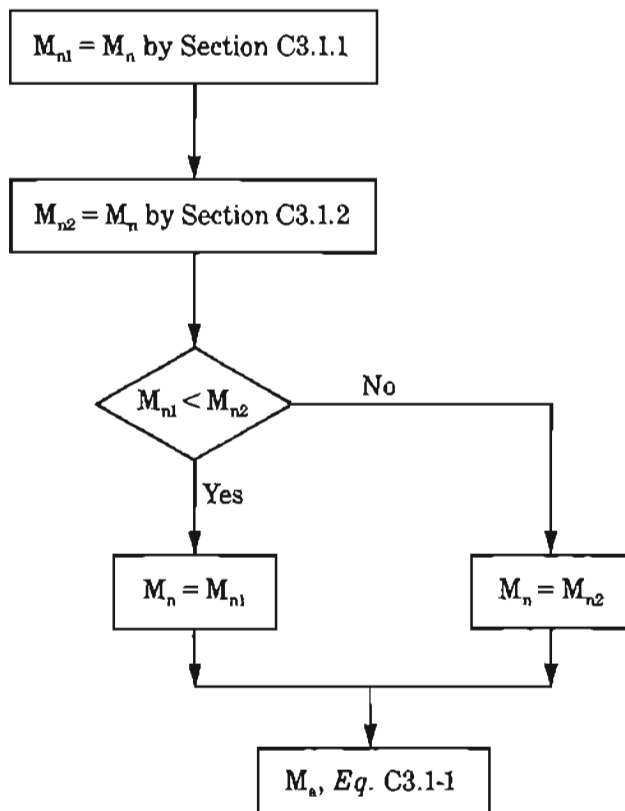 Mn1 = Mn by Section C3.1.1
Mn2 = Mn by Section C3.1.2
Mn1 < Mn2
No
Yes
Mn = Mn1
Mn = Mn2
Ma, Eq. C3.1-1